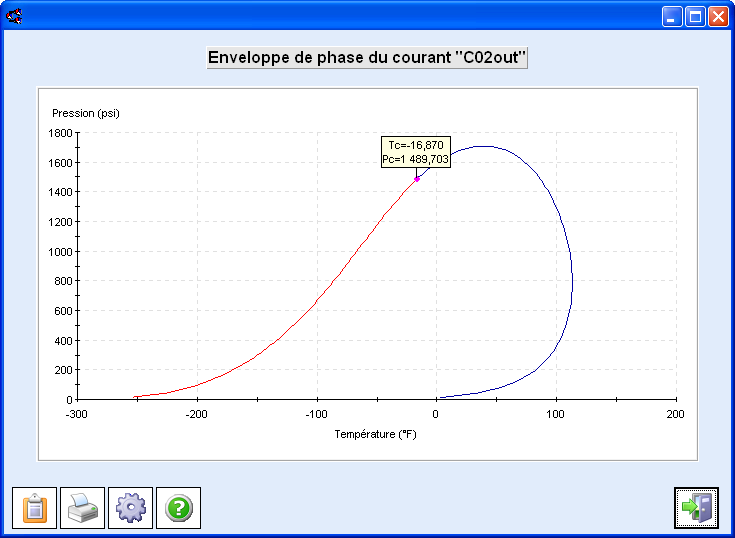 Enveloppe de phase du courant "C02out"
Pression (psi)
1800
1600
1400
1200
1000
800
600
400
200
0
Tc=-16,870
Pc=1 489,703
-300 -200 -100 0 100 200
Température (°F)